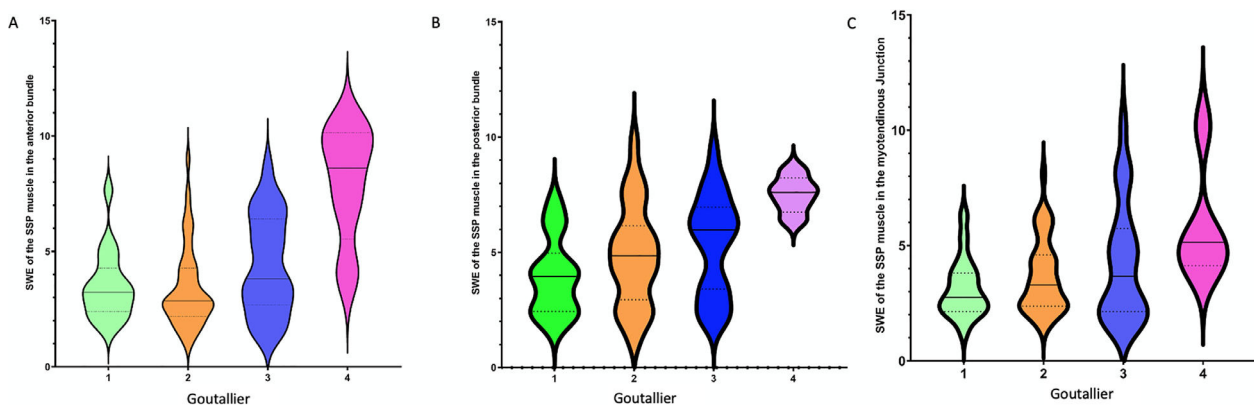 A
SWE of the SSP muscle in the anterior bundle
15
10
5
0
1 2 3 4
Goutallier
B
SWE of the SSP muscle in the posterior bundle
15
10
5
0
1 2 3 4
Goutallier
C
SWE of the SSP muscle in the myotendinous Junction
15
10
5
0
1 2 3 4
Goutallier